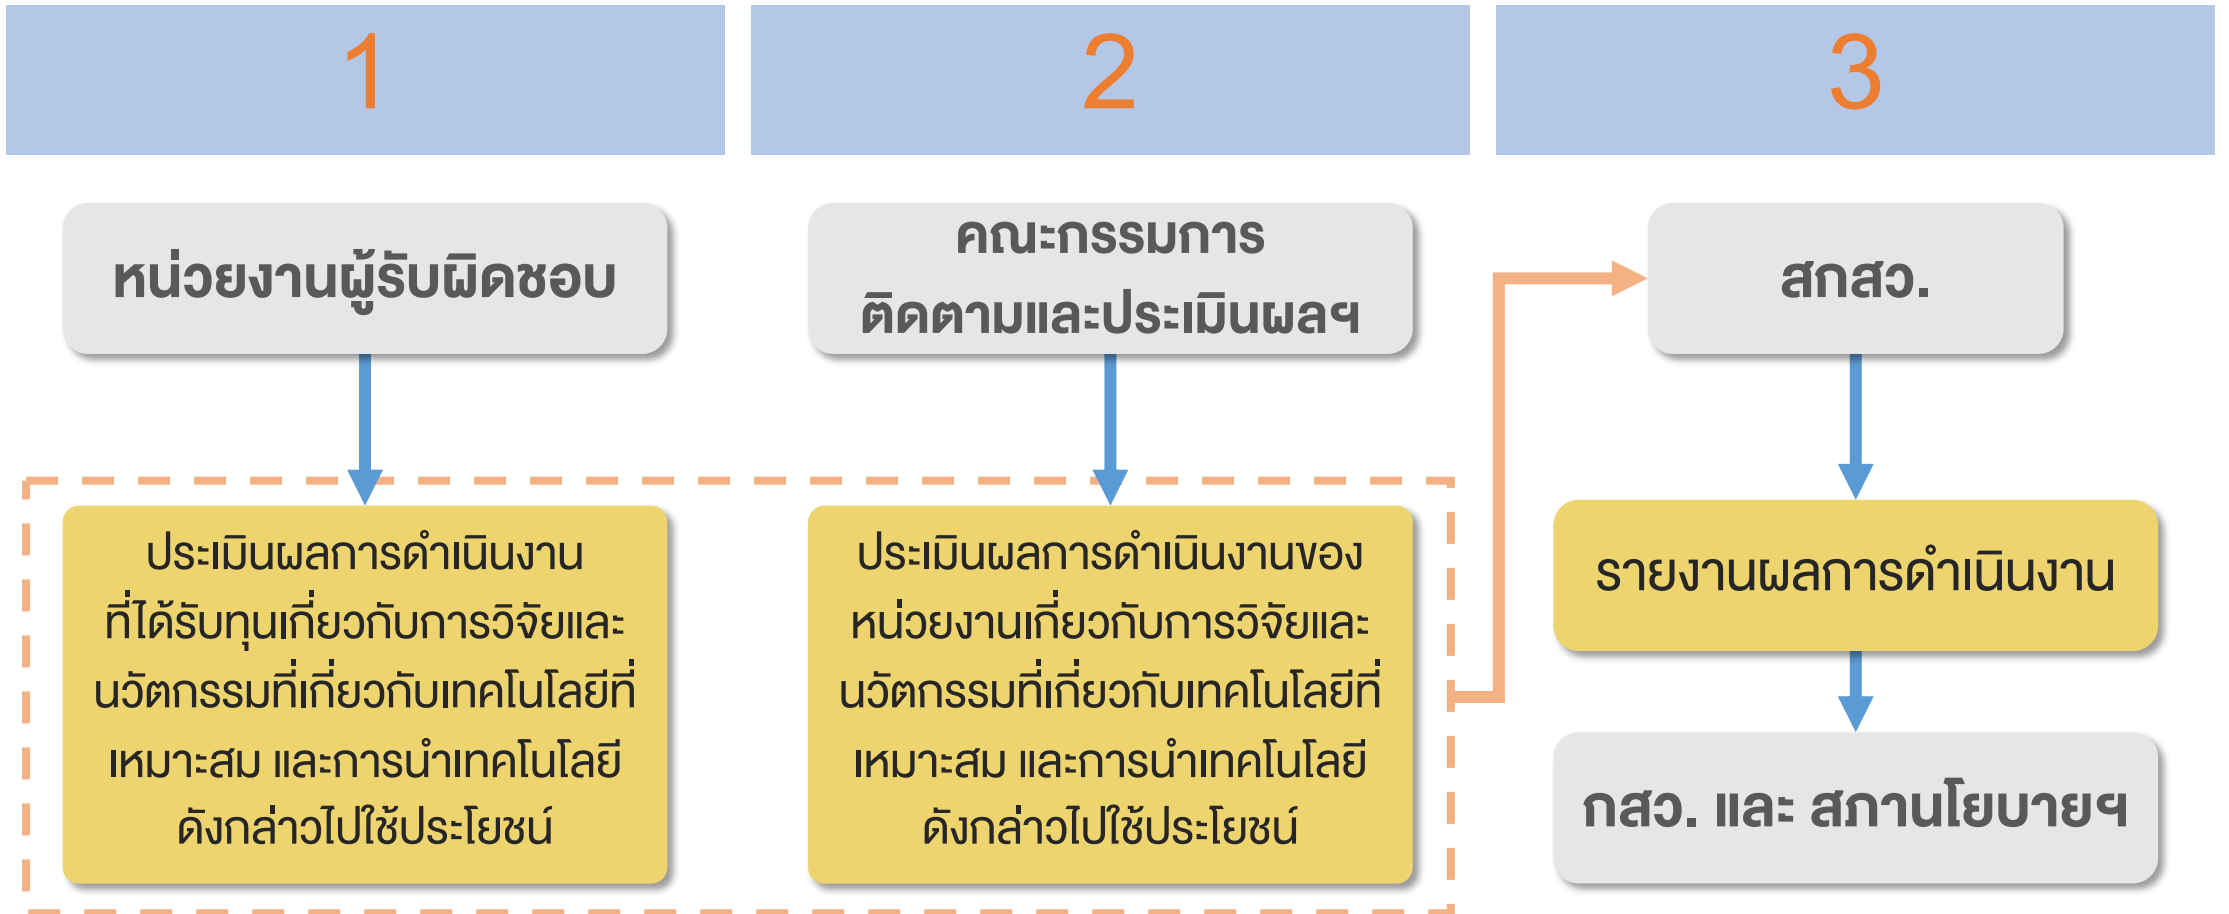 1
2
3
หน่วยงานผู้รับผิดชอบ
คณะกรรมการ
ติดตามและประเมินผลฯ
สกสว.
ประเมินผลการดำเนินงาน
ที่ได้รับทุนเกี่ยวกับการวิจัยและ
นวัตกรรมที่เกี่ยวกับเทคโนโลยีที่
เหมาะสม และการนำเทคโนโลยี
ดังกล่าวไปใช้ประโยชน์
ประเมินผลการดำเนินงานของ
หน่วยงานเกี่ยวกับการวิจัยและ
นวัตกรรมที่เกี่ยวกับเทคโนโลยีที่
เหมาะสม และการนำเทคโนโลยี
ดังกล่าวไปใช้ประโยชน์
รายงานผลการดำเนินงาน
กสว. และ สภานโยบายฯ